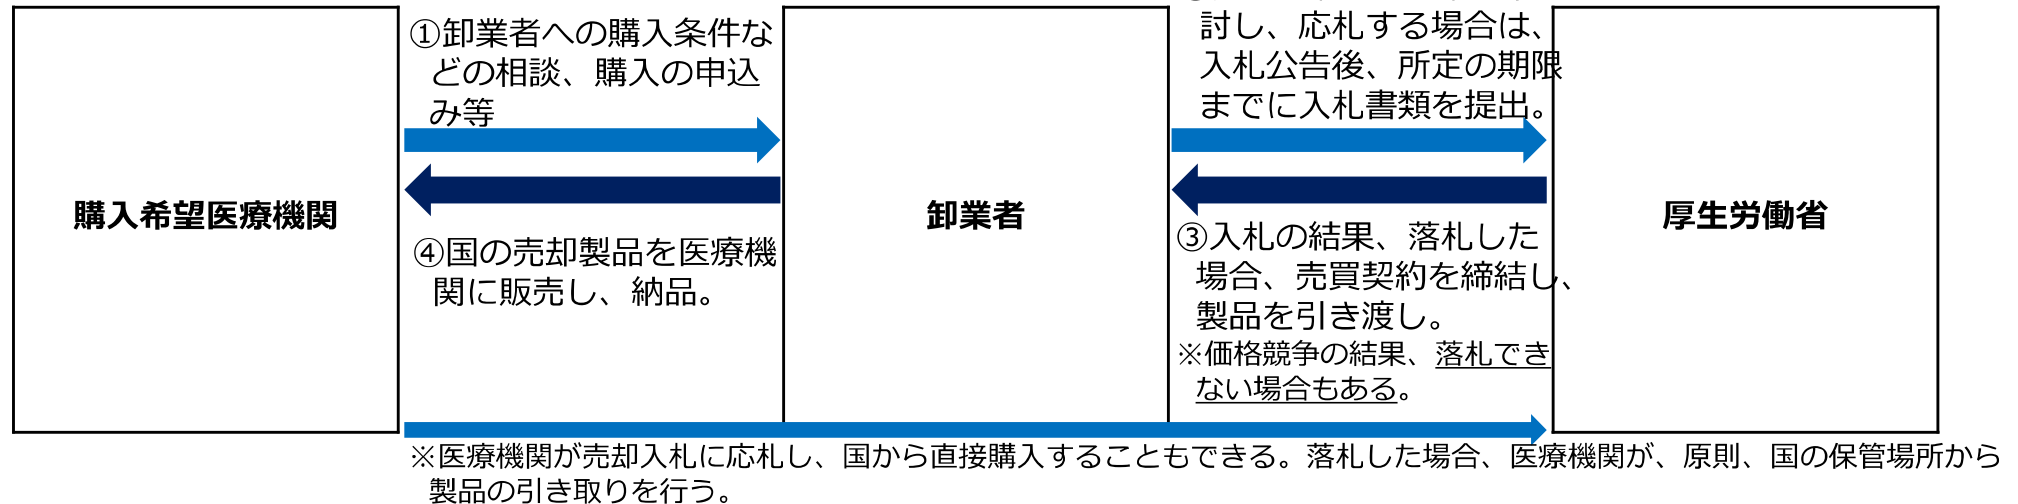 購入希望医療機関
①卸業者への購入条件な
どの相談、購入の申込
み等
④国の売却製品を医療機
関に販売し、納品。
卸業者
討し、応札する場合は、
入札公告後、所定の期限
までに入札書類を提出。
③入札の結果、落札した
場合、売買契約を締結し、
製品を引き渡し。
※価格競争の結果、落札でき
ない場合もある。
厚生労働省
※医療機関が売却入札に応札し、国から直接購入することもできる。落札した場合、医療機関が、原則、国の保管場所から
製品の引き取りを行う。